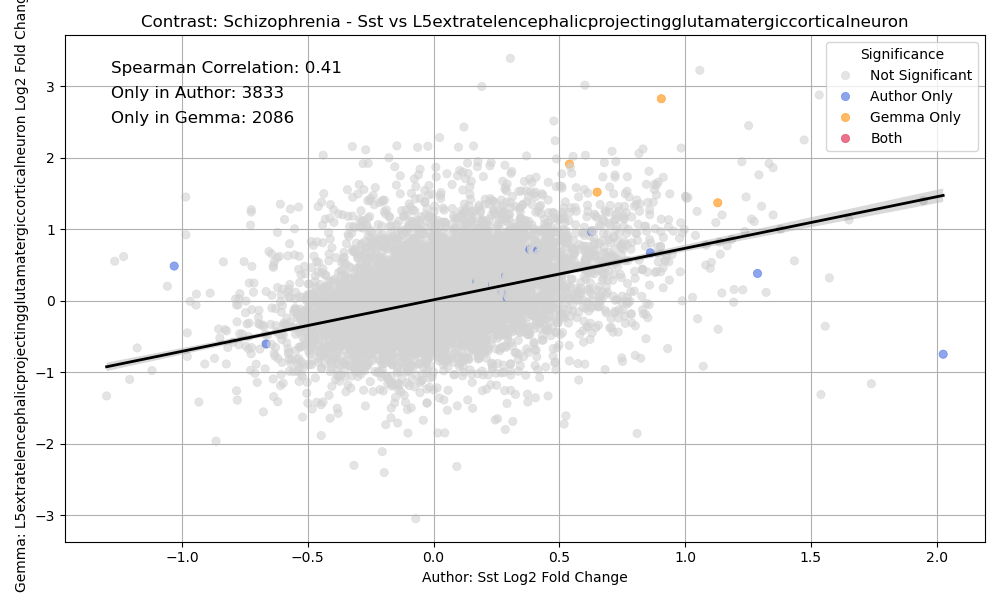 Contrast: Schizophrenia - Sst vs L5extratelencephalicprojectingglutamatergiccorticalneuron
Gemma: L5extratelencephalicprojectingglutamatergiccorticalneuron Log2 Fold Change
Spearman Correlation: 0.41
Only in Author: 3833
Only in Gemma: 2086
Significance
Not Significant
Author Only
Gemma Only
Both
3
2
1
0
−1
−2
−3
−1.0 −0.5 0.0 0.5 1.0 1.5 2.0
Author: Sst Log2 Fold Change